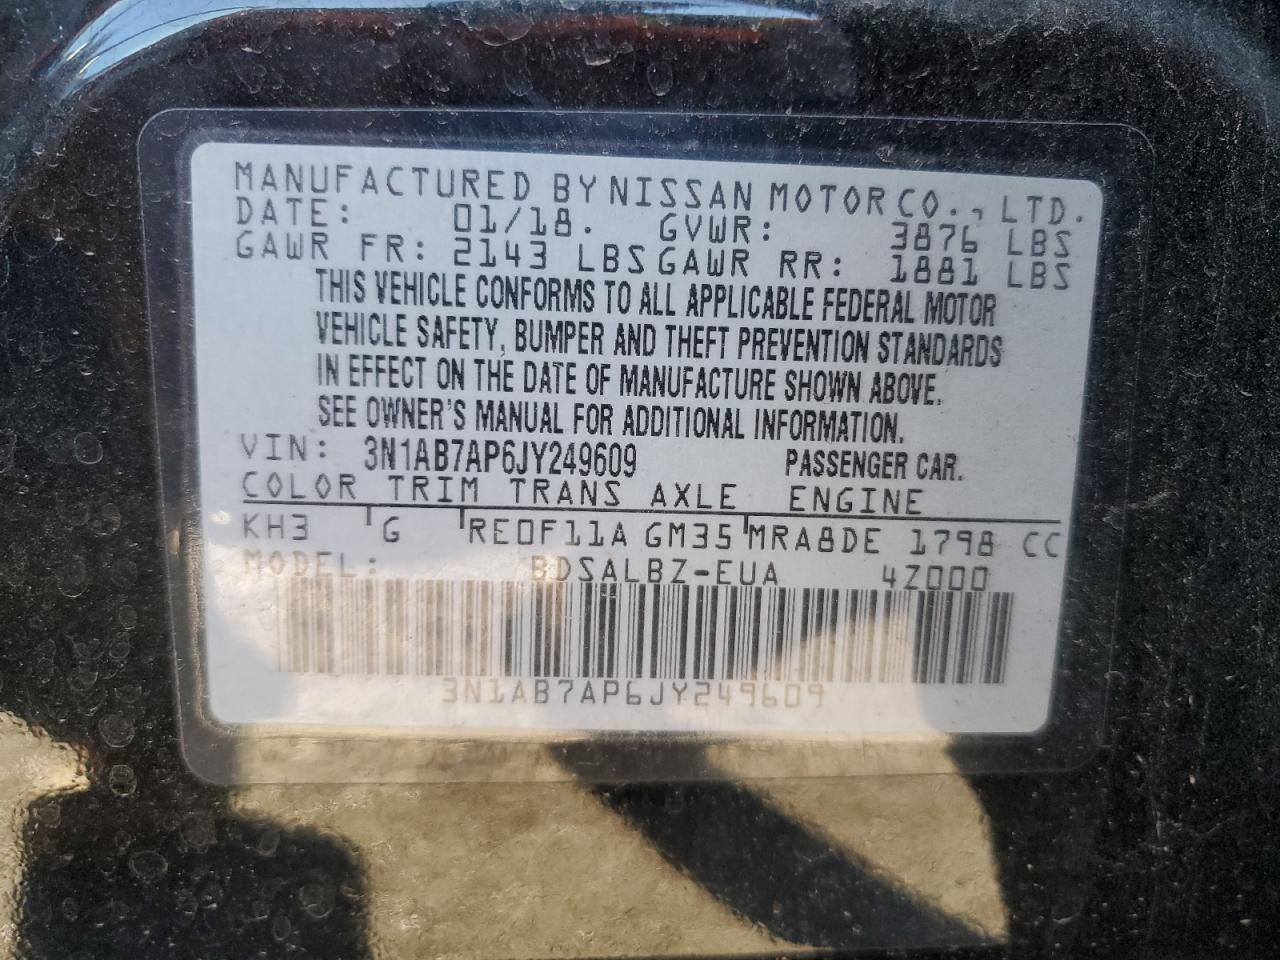 MANUFACTURED BY NISSAN MOTOR CO., LTD.
DATE: 01/18. GVWR: 3876 LBS
GAWR FR: 2143 LBS GAWR RR: 1881 LBS
THIS VEHICLE CONFORMS TO ALL APPLICABLE FEDERAL MOTOR
VEHICLE SAFETY, BUMPER AND THEFT PREVENTION STANDARDS
IN EFFECT ON THE DATE OF MANUFACTURE SHOWN ABOVE.
SEE OWNER'S MANUAL FOR ADDITIONAL INFORMATION.
VIN: 3N1AB7AP6JY249609 PASSENGER CAR.
COLOR TRIM TRANS AXLE ENGINE
KH3 G RE0F11A GM35 MRA8DE 1798 CC
MODEL: BDSALBZ-EUA 4Z000
3N1AB7AP6JY249609